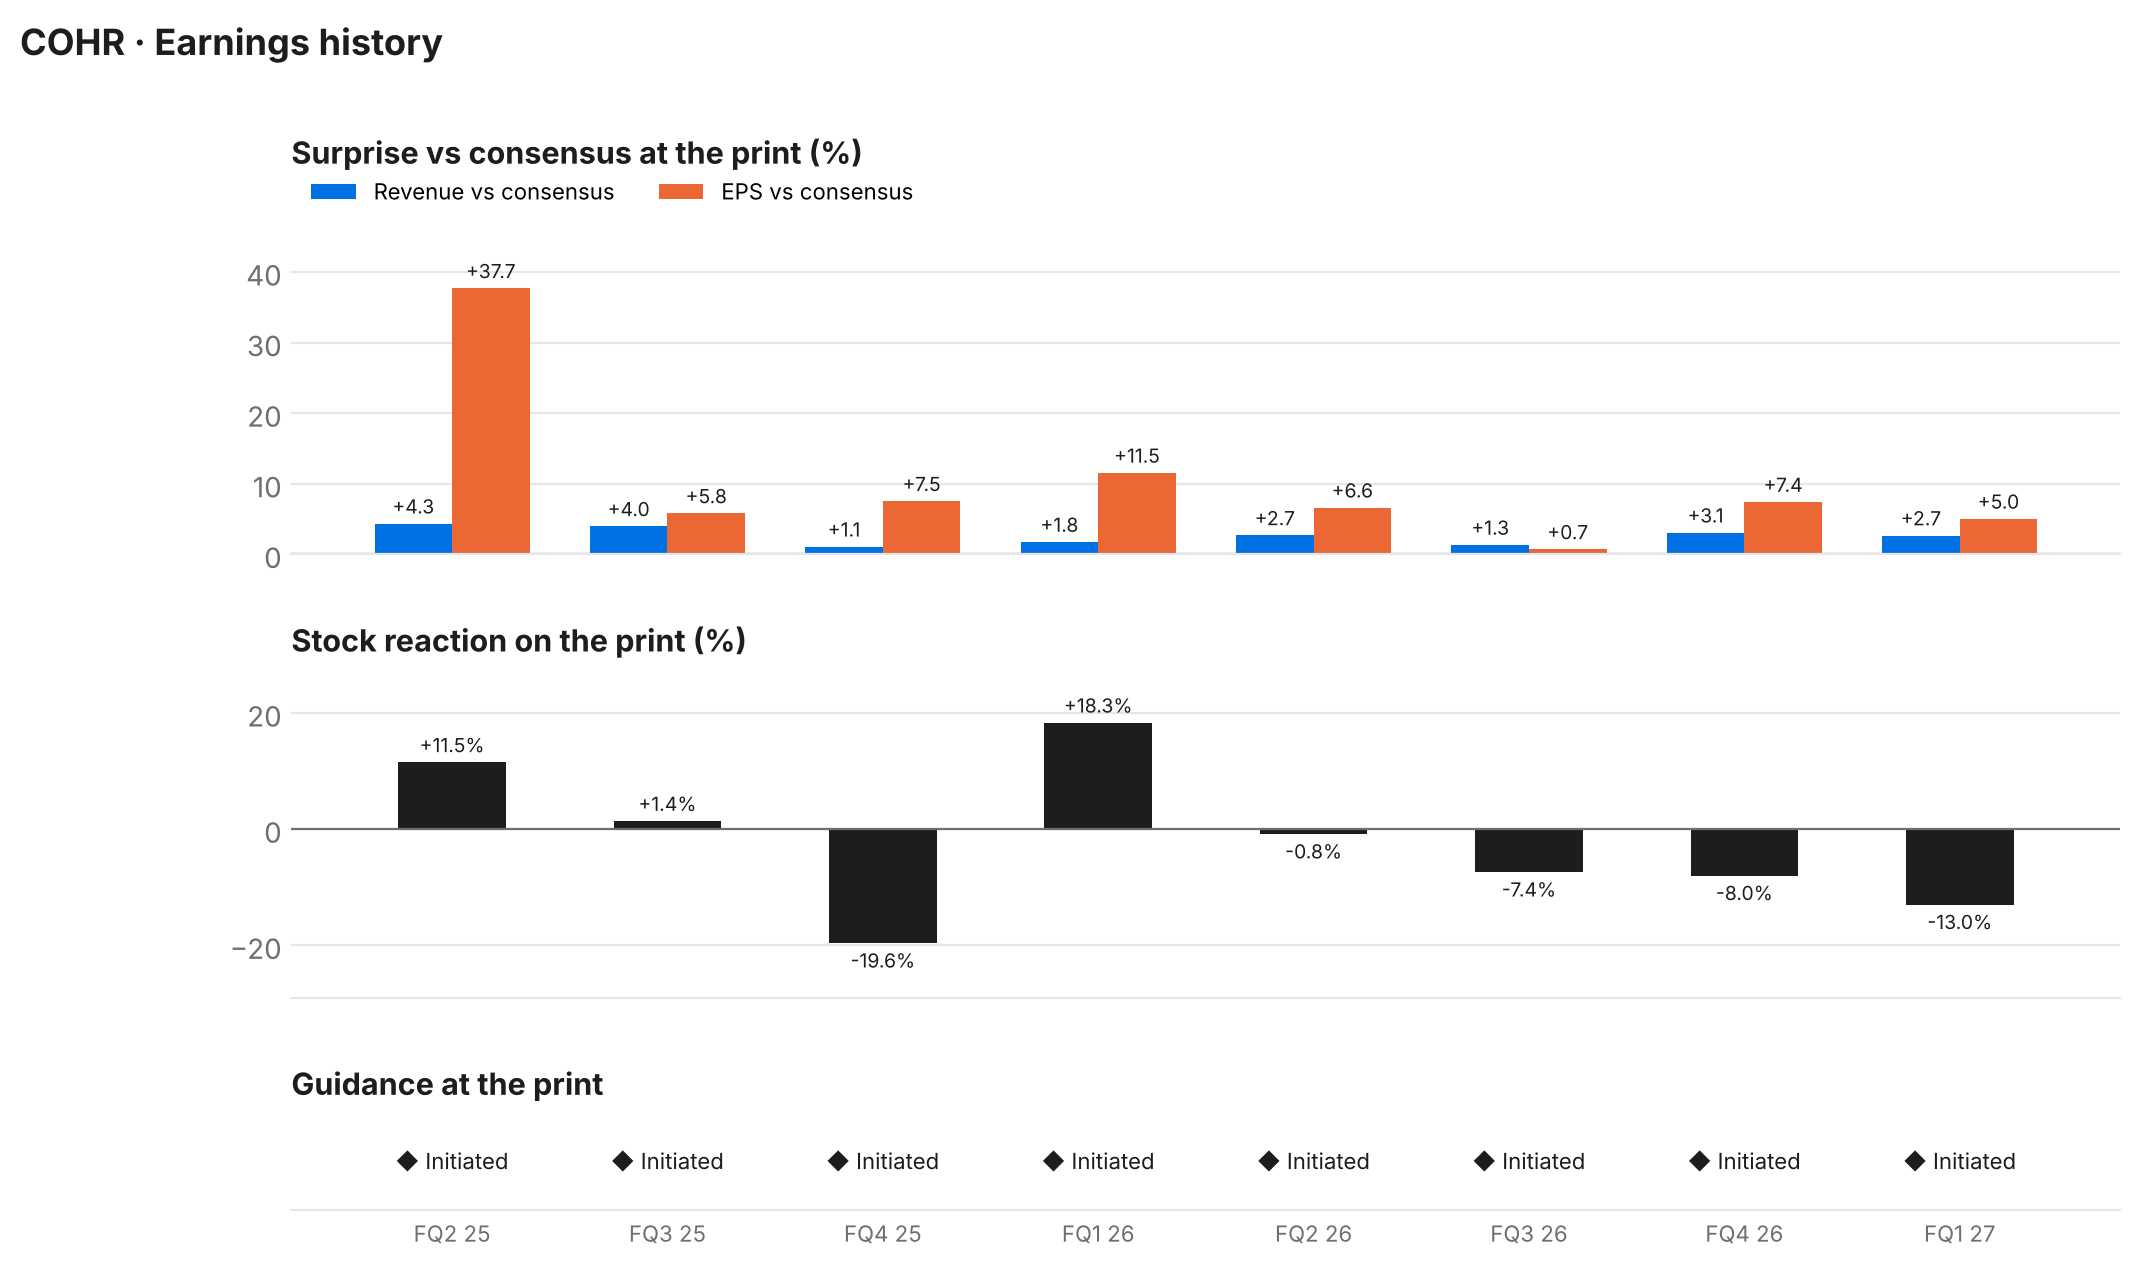 COHR · Earnings history
Surprise vs consensus at the print (%)
Revenue vs consensus EPS vs consensus
40
30
20
10
0
+4.3 +37.7 +4.0 +5.8 +1.1 +7.5 +1.8 +11.5 +2.7 +6.6 +1.3 +0.7 +3.1 +7.4 +2.7 +5.0
Stock reaction on the print (%)
20
0
−20
+11.5% +1.4% -19.6% +18.3% -0.8% -7.4% -8.0% -13.0%
Guidance at the print
Initiated Initiated Initiated Initiated Initiated Initiated Initiated Initiated
FQ2 25 FQ3 25 FQ4 25 FQ1 26 FQ2 26 FQ3 26 FQ4 26 FQ1 27